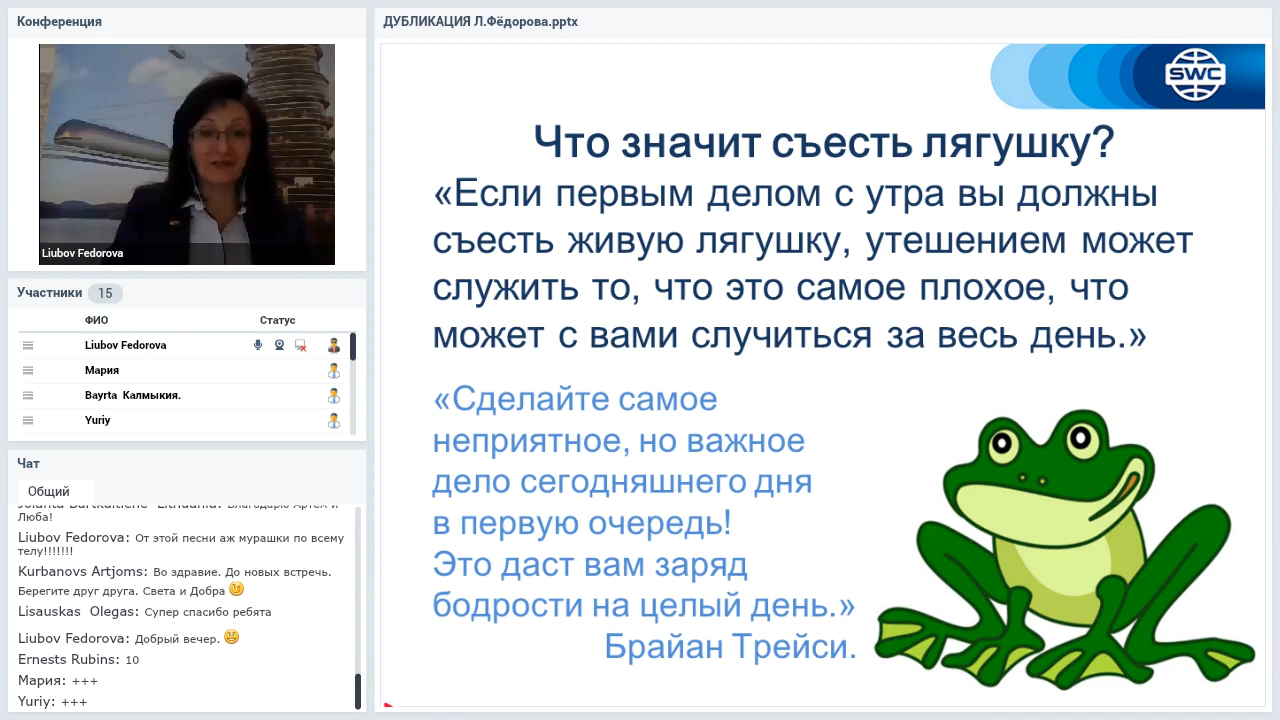 Конференция
Liubov Fedorova
Участники 15
ФИО Статус
Liubov Fedorova
Мария
Bayrta Калмыкия.
Yuriy
Чат
Общий
Jolanta Bartkaitiene Lithuania: Благодарю Артём и
Люба!
Liubov Fedorova: От этой песни аж мурашки по всему
телу!!!!!!!
Kurbanovs Artjoms: Во здравие. До новых встречь.
Берегите друг друга. Света и Добра
Lisauskas Olegas: Супер спасибо ребята
Liubov Fedorova: Добрый вечер.
Ernests Rubins: 10
Мария: +++
Yuriy: +++
ДУБЛИКАЦИЯ Л.Фёдорова.pptx
SWC
Что значит съесть лягушку?
«Если первым делом с утра вы должны
съесть живую лягушку, утешением может
служить то, что это самое плохое, что
может с вами случиться за весь день.»
«Сделайте самое
неприятное, но важное
дело сегодняшнего дня
в первую очередь!
Это даст вам заряд
бодрости на целый день.»
Брайан Трейси.